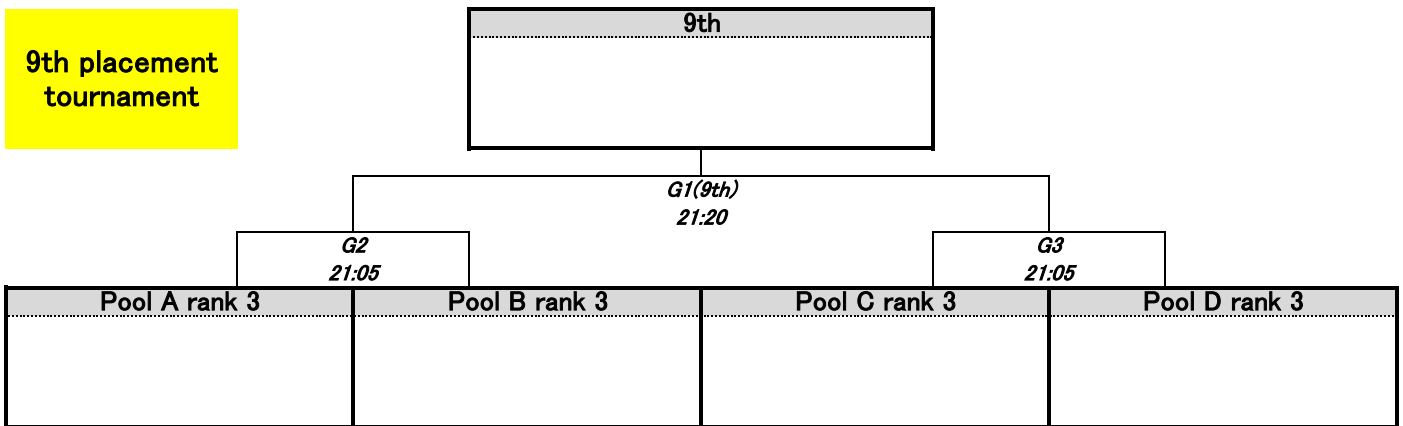 9th placement
tournament
9th
G1(9th)
21:20
G2
21:05
G3
21:05
Pool A rank 3
Pool B rank 3
Pool C rank 3
Pool D rank 3